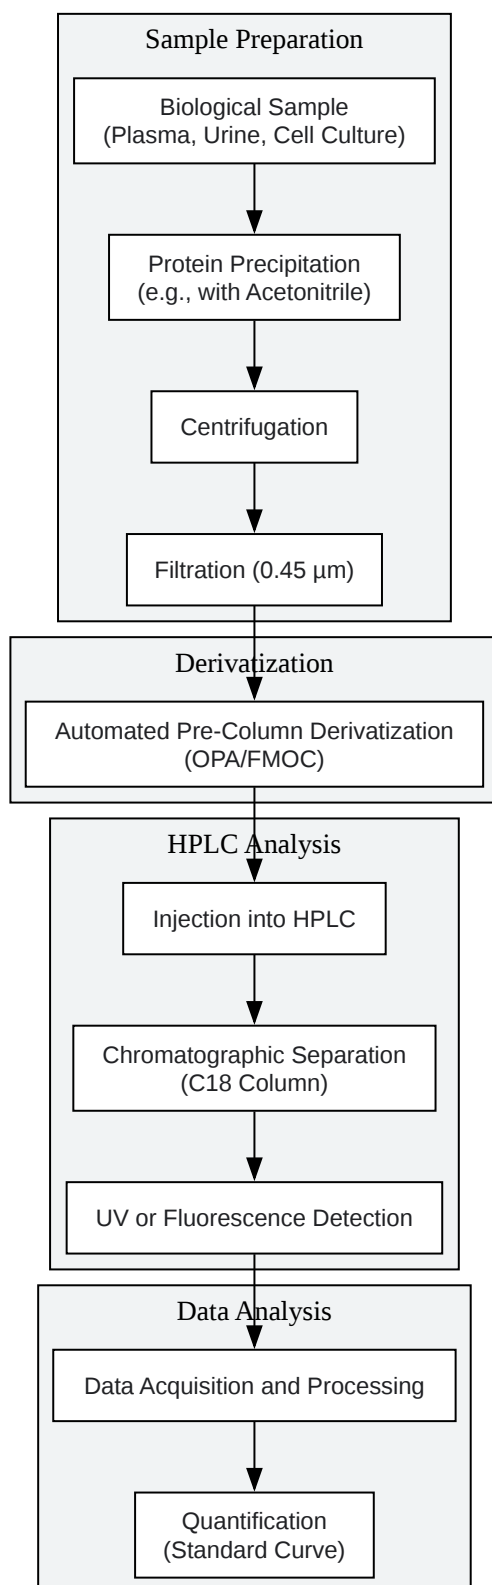 Sample Preparation
Biological Sample
(Plasma, Urine, Cell Culture)
Protein Precipitation
(e.g., with Acetonitrile)
Centrifugation
Filtration (0.45 µm)
Derivatization
Automated Pre-Column Derivatization
(OPA/FMOC)
HPLC Analysis
Injection into HPLC
Chromatographic Separation
(C18 Column)
UV or Fluorescence Detection
Data Analysis
Data Acquisition and Processing
Quantification
(Standard Curve)